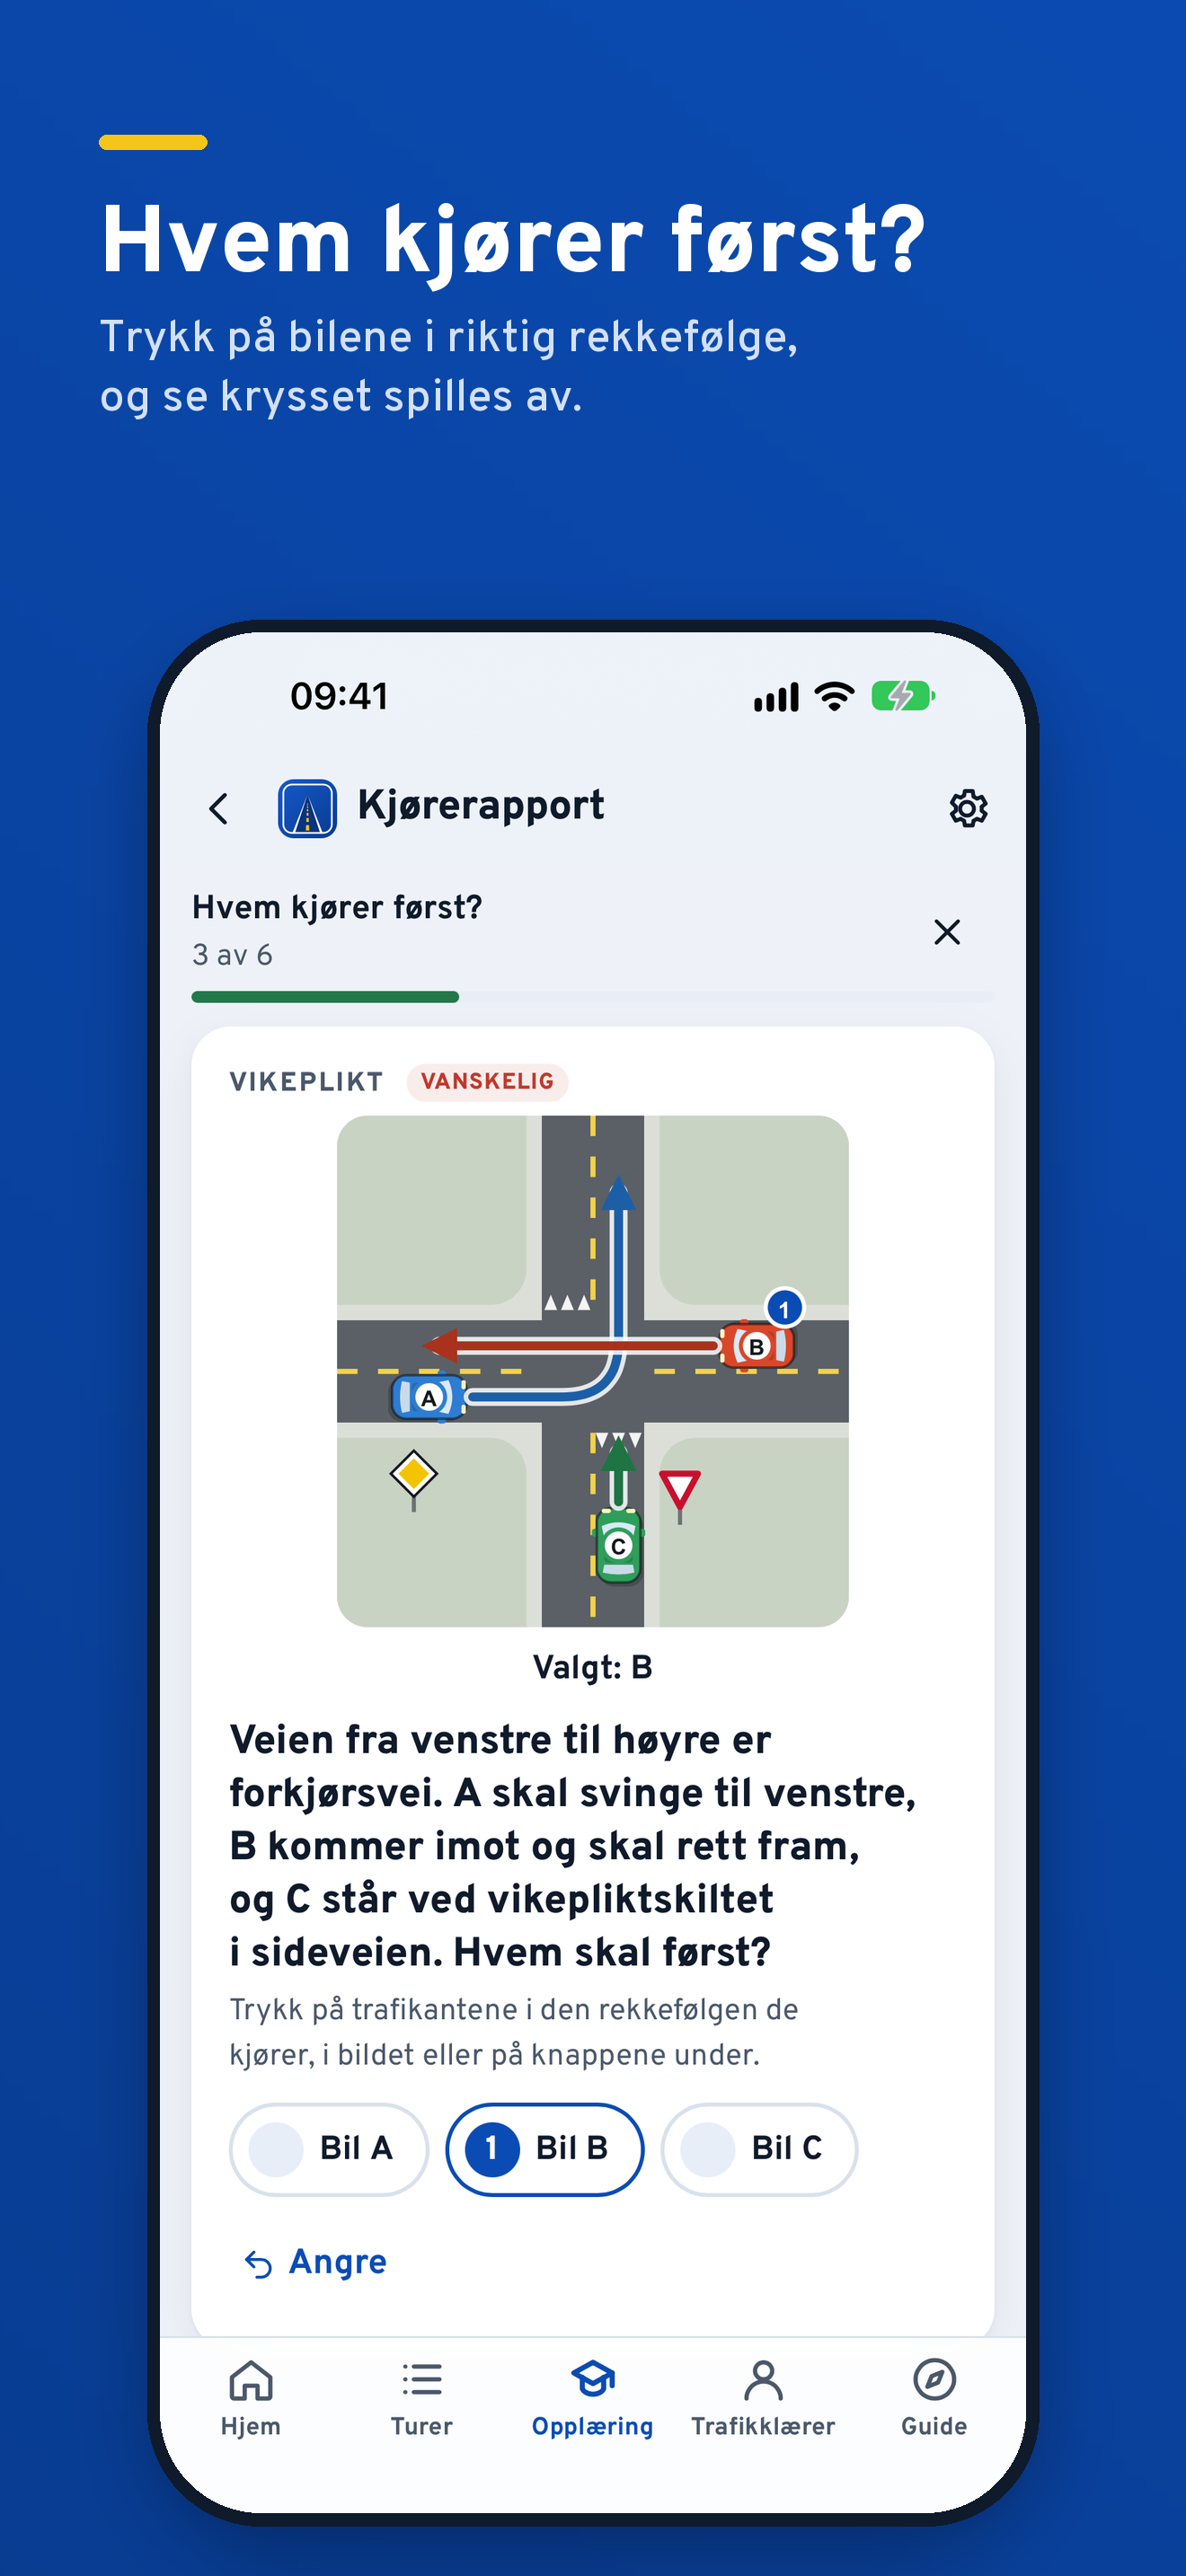 Hvem kjører først?
Trykk på bilene i riktig rekkefølge,
og se krysset spilles av.
09:41
Kjørerapport
Hvem kjører først?
3 av 6
VIKEPLIKT VANSKELIG
1
B
A
C
Valgt: B
Veien fra venstre til høyre er
forkjørsvei. A skal svinge til venstre,
B kommer imot og skal rett fram,
og C står ved vikepliktskiltet
i sideveien. Hvem skal først?
Trykk på trafikantene i den rekkefølgen de
kjører, i bildet eller på knappene under.
Bil A 1 Bil B Bil C
Angre
Hjem Turer Opplæring Trafikklærer Guide